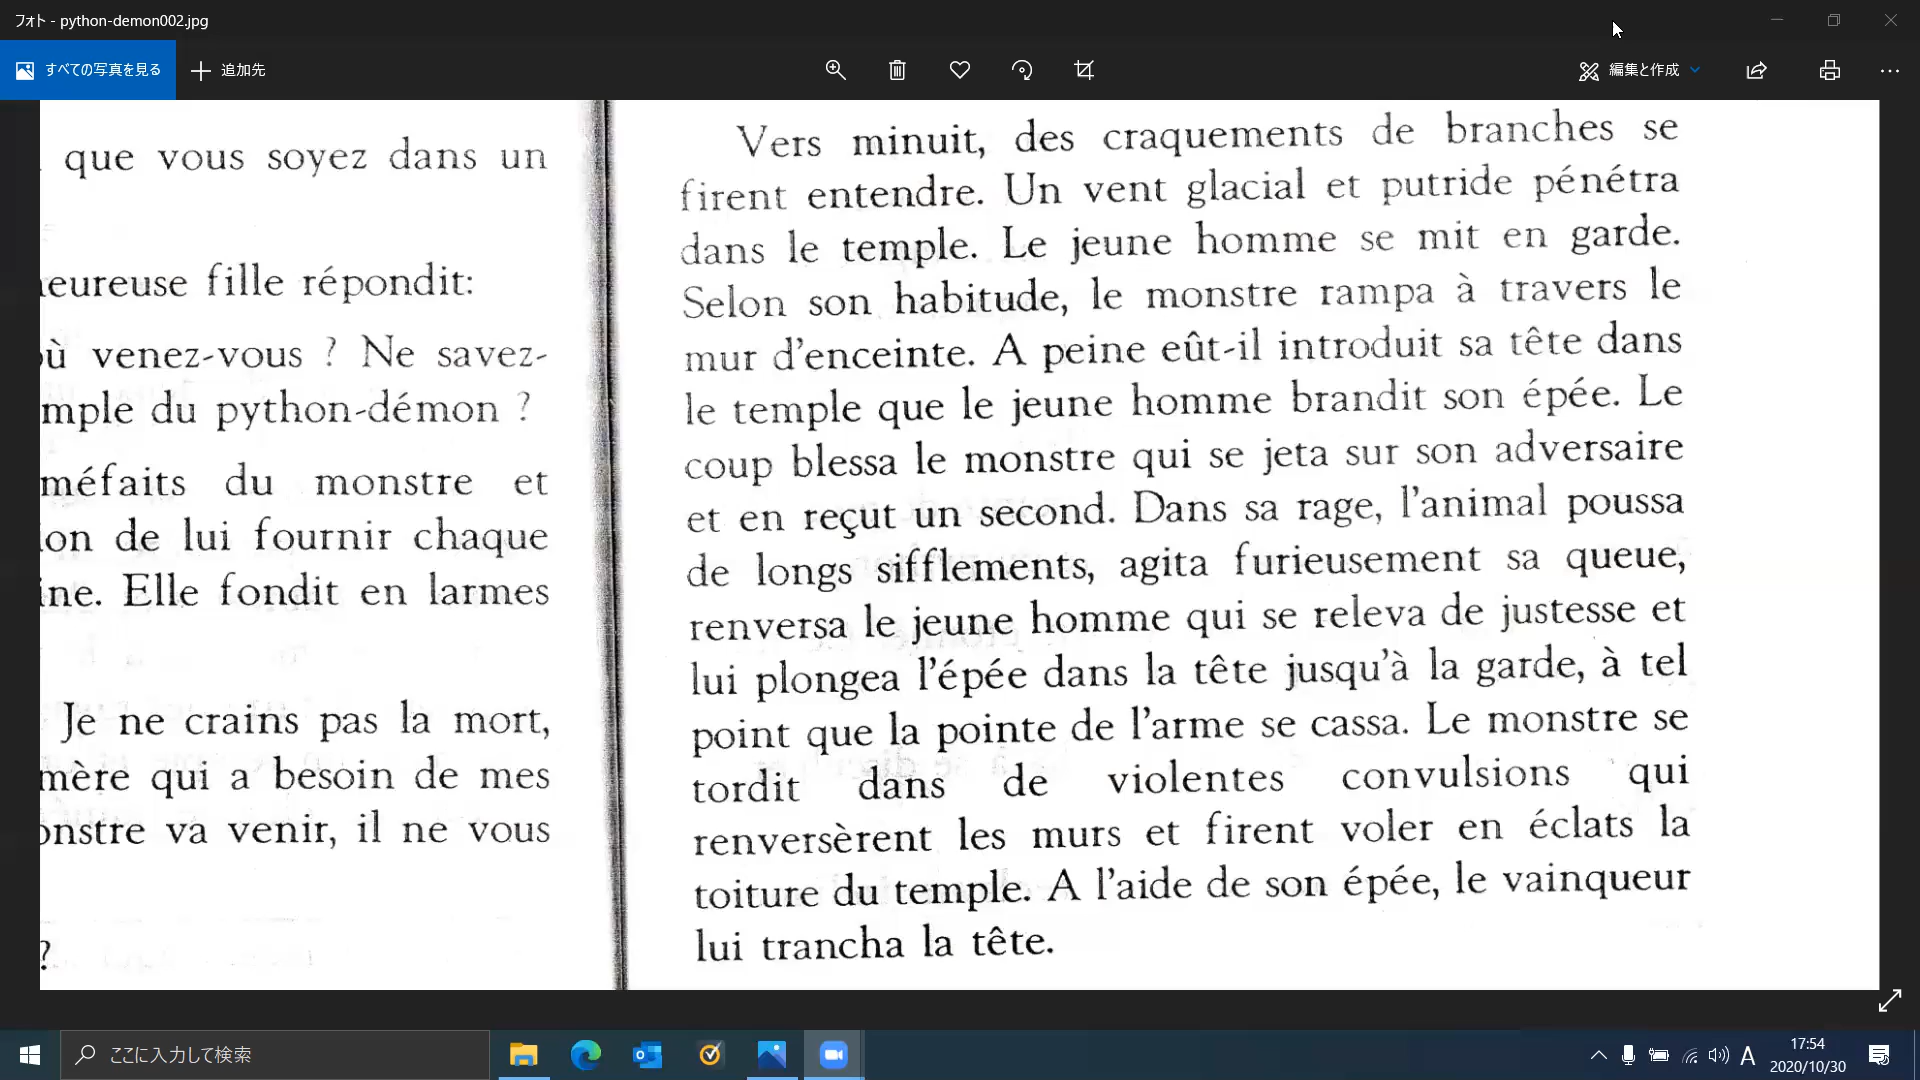 フォト - python-demon002.jpg
すべての写真を見る
追加先
編集と作成
que vous soyez dans un
eureuse fille répondit:
où venez-vous ? Ne savez-
mple du python-démon ?
méfaits du monstre et
ion de lui fournir chaque
ine. Elle fondit en larmes
Je ne crains pas la mort,
mère qui a besoin de mes
onstre va venir, il ne vous
?
Vers minuit, des craquements de branches se
firent entendre. Un vent glacial et putride pénétra
dans le temple. Le jeune homme se mit en garde.
Selon son habitude, le monstre rampa à travers le
mur d'enceinte. A peine eût-il introduit sa tête dans
le temple que le jeune homme brandit son épée. Le
coup blessa le monstre qui se jeta sur son adversaire
et en reçut un second. Dans sa rage, l'animal poussa
de longs sifflements, agita furieusement sa queue,
renversa le jeune homme qui se releva de justesse et
lui plongea l'épée dans la tête jusqu'à la garde, à tel
point que la pointe de l'arme se cassa. Le monstre se
tordit dans de violentes convulsions qui
renversèrent les murs et firent voler en éclats la
toiture du temple. A l'aide de son épée, le vainqueur
lui trancha la tête.
ここに入力して検索
A
17:54
2020/10/30